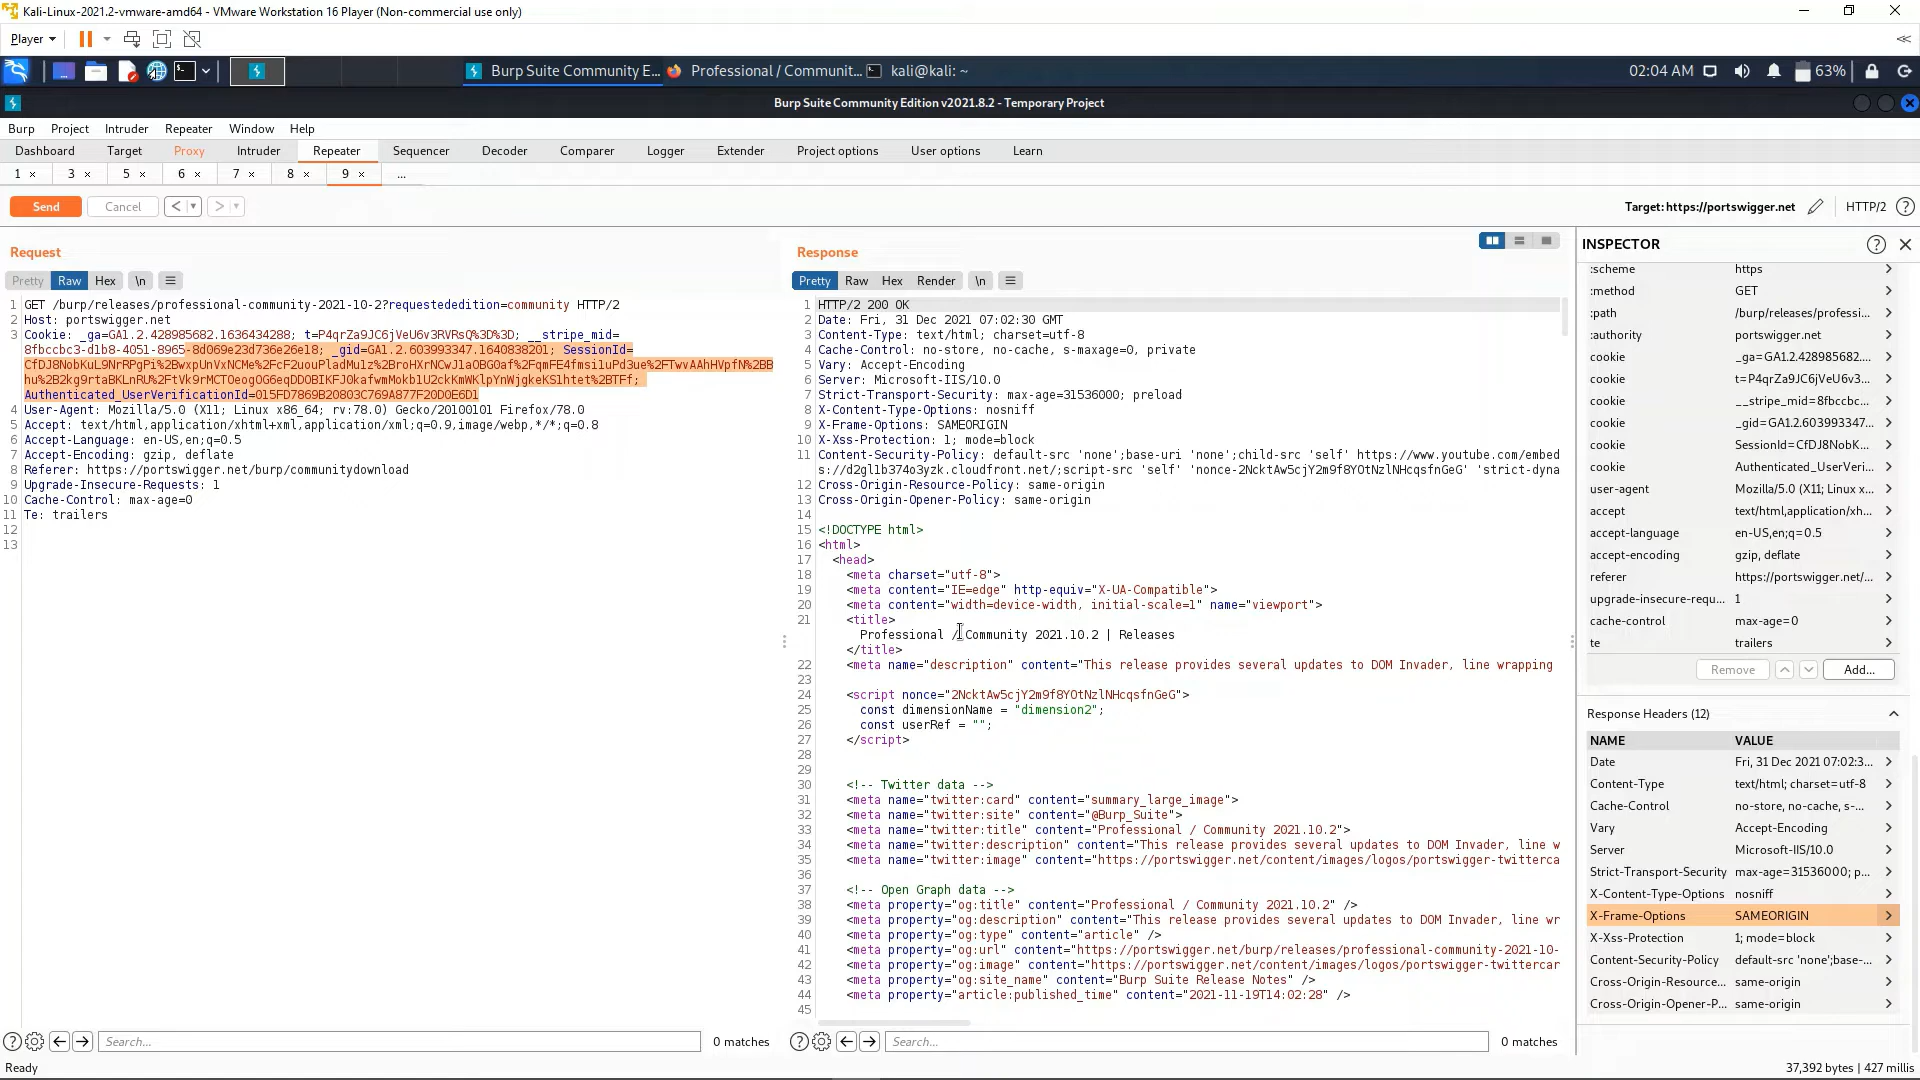 Kali-Linux-2021.2-vmware-amd64 - VMware Workstation 16 Player (Non-commercial use only)
Player
Burp Suite Community E... Professional / Communit... kali@kali: ~ 02:04 AM 63%
Burp Suite Community Edition v2021.8.2 - Temporary Project
Burp Project Intruder Repeater Window Help
Dashboard Target Proxy Intruder Repeater Sequencer Decoder Comparer Logger Extender Project options User options Learn
1 × 3 × 5 × 6 × 7 × 8 × 9 × ...
Send Cancel < > Target: https://portswigger.net HTTP/2 ?
Request
Pretty Raw Hex \n
1 GET /burp/releases/professional-community-2021-10-2?requestededition=community HTTP/2
2 Host: portswigger.net
3 Cookie: _ga=GA1.2.428985682.1636434288; t=P4qrZa9JC6jVeU6v3RVRsQ%3D%3D; __stripe_mid=
8fbccbc3-d1b8-4051-8965-8d069e23d736e26e18; _gid=GA1.2.603993347.1640838201; SessionId=
Authenticated_UserVerificationId=015FD7869B20803C769A877F20D0E6D1
4 User-Agent: Mozilla/5.0 (X11; Linux x86_64; rv:78.0) Gecko/20100101 Firefox/78.0
5 Accept: text/html,application/xhtml+xml,application/xml;q=0.9,image/webp,*/*;q=0.8
6 Accept-Language: en-US,en;q=0.5
7 Accept-Encoding: gzip, deflate
8 Referer: https://portswigger.net/burp/communitydownload
9 Upgrade-Insecure-Requests: 1
10 Cache-Control: max-age=0
11 Te: trailers
12
13
Search... 0 matches
Response
Pretty Raw Hex Render \n
1 HTTP/2 200 OK
2 Date: Fri, 31 Dec 2021 07:02:30 GMT
3 Content-Type: text/html; charset=utf-8
4 Cache-Control: no-store, no-cache, s-maxage=0, private
5 Vary: Accept-Encoding
6 Server: Microsoft-IIS/10.0
7 Strict-Transport-Security: max-age=31536000; preload
8 X-Content-Type-Options: nosniff
9 X-Frame-Options: SAMEORIGIN
10 X-Xss-Protection: 1; mode=block
11 Content-Security-Policy: default-src 'none';base-uri 'none';child-src 'self' https://www.youtube.com/embed
s://d2gl1b374o3yzk.cloudfront.net/;script-src 'self' 'nonce-2NcktAw5cjY2m9f8YOtNzlNHcqsfnGeG' 'strict-dyna
12 Cross-Origin-Resource-Policy: same-origin
13 Cross-Origin-Opener-Policy: same-origin
14
15 <!DOCTYPE html>
16 <html>
17 <head>
18 <meta charset="utf-8">
19 <meta content="IE=edge" http-equiv="X-UA-Compatible">
20 <meta content="width=device-width, initial-scale=1" name="viewport">
21 <title>
Professional / Community 2021.10.2 | Releases
</title>
22 <meta name="description" content="This release provides several updates to DOM Invader, line wrapping
23
24 <script nonce="2NcktAw5cjY2m9f8YOtNzlNHcqsfnGeG">
25 const dimensionName = "dimension2";
26 const userRef = "";
27 </script>
28
29
30 <!-- Twitter data -->
31 <meta name="twitter:card" content="summary_large_image">
32 <meta name="twitter:site" content="@Burp_Suite">
33 <meta name="twitter:title" content="Professional / Community 2021.10.2">
34 <meta name="twitter:description" content="This release provides several updates to DOM Invader, line w
35 <meta name="twitter:image" content="https://portswigger.net/content/images/logos/portswigger-twitterca
36
37 <!-- Open Graph data -->
38 <meta property="og:title" content="Professional / Community 2021.10.2" />
39 <meta property="og:description" content="This release provides several updates to DOM Invader, line wr
40 <meta property="og:type" content="article" />
41 <meta property="og:url" content="https://portswigger.net/burp/releases/professional-community-2021-10-
42 <meta property="og:image" content="https://portswigger.net/content/images/logos/portswigger-twittercar
43 <meta property="og:site_name" content="Burp Suite Release Notes" />
44 <meta property="article:published_time" content="2021-11-19T14:02:28" />
45
Search... 0 matches
INSPECTOR
:scheme https
:method GET
:path /burp/releases/professi...
:authority portswigger.net
cookie _ga=GA1.2.428985682....
cookie t=P4qrZa9JC6jVeU6v3...
cookie __stripe_mid=8fbccbc...
cookie _gid=GA1.2.603993347...
cookie SessionId=CfDJ8NobK...
cookie Authenticated_UserVeri...
user-agent Mozilla/5.0 (X11; Linux x...
accept text/html,application/xh...
accept-language en-US,en;q=0.5
accept-encoding gzip, deflate
referer https://portswigger.net/...
upgrade-insecure-requ... 1
cache-control max-age=0
te trailers
Remove Add...
Response Headers (12)
NAME VALUE
Date Fri, 31 Dec 2021 07:02:3...
Content-Type text/html; charset=utf-8
Cache-Control no-store, no-cache, s-...
Vary Accept-Encoding
Server Microsoft-IIS/10.0
Strict-Transport-Security max-age=31536000; p...
X-Content-Type-Options nosniff
X-Frame-Options SAMEORIGIN
X-Xss-Protection 1; mode=block
Content-Security-Policy default-src 'none';base-...
Cross-Origin-Resource... same-origin
Cross-Origin-Opener-P... same-origin
Ready 37,392 bytes | 427 millis